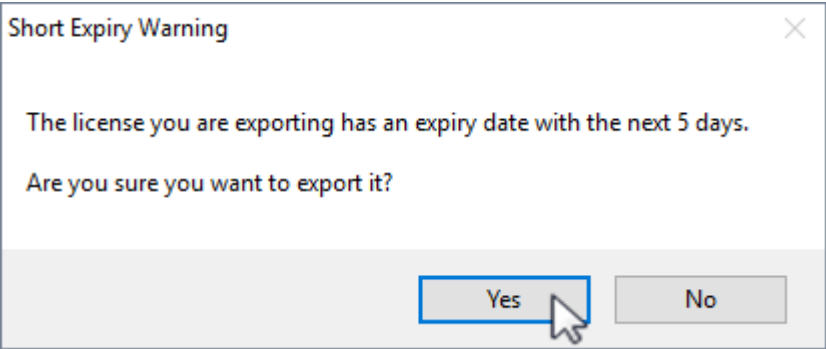 Short Expiry Warning
The license you are exporting has an expiry date with the next 5 days.
Are you sure you want to export it?
Yes
No